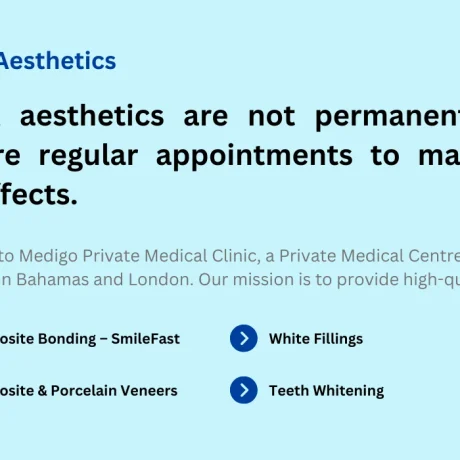 Aesthetics
aesthetics are not permanent
re regular appointments to ma
ffects.
to Medigo Private Medical Clinic, a Private Medical Centre
n Bahamas and London. Our mission is to provide high-qu
osite Bonding – SmileFast
White Fillings
osite & Porcelain Veneers
Teeth Whitening